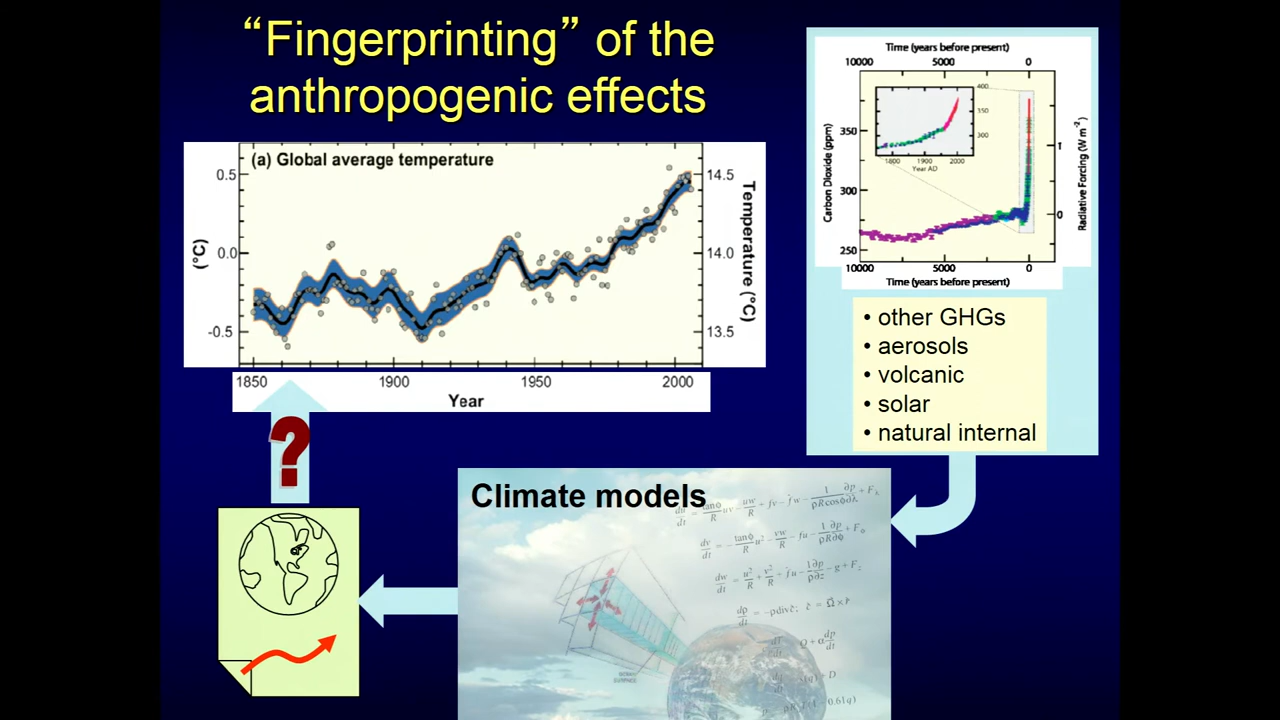 “Fingerprinting” of the
anthropogenic effects
(a) Global average temperature
0.5
0.0
-0.5
(°C)
14.5
14.0
13.5
Temperature (°C)
1850 1900 1950 2000
Year
?
Time (years before present)
10000 5000 0
Carbon Dioxide (ppm)
350
300
250
400
350
300
1800 1900 2000
Year AD
1
0
Radiative Forcing (W m⁻²)
10000 5000 0
Time (years before present)
• other GHGs
• aerosols
• volcanic
• solar
• natural internal
Climate models